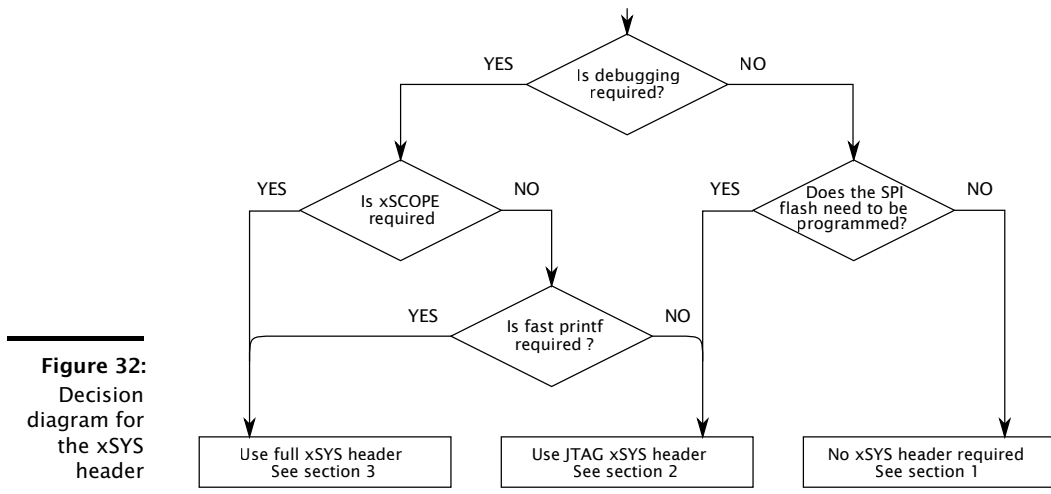 YES
Is debugging
required?
NO
YES
Is xSCOPE
required
NO
YES
Does the SPI
flash need to be
programmed?
NO
YES
Is fast printf
required ?
NO
Figure 32:
Decision
diagram for
the xSYS
header
Use full xSYS header
See section 3
Use JTAG xSYS header
See section 2
No xSYS header required
See section 1